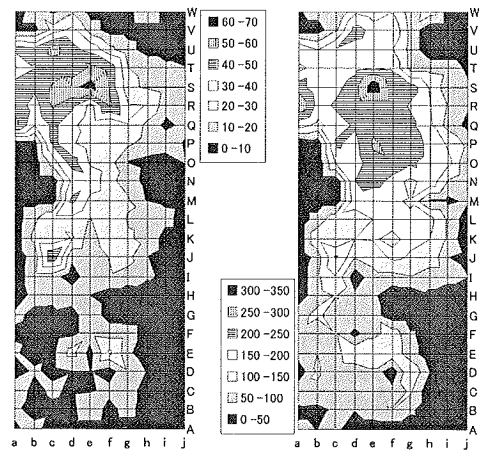 W
V
U
T
S
R
Q
P
O
N
M
L
K
J
I
H
G
F
E
D
C
B
A
a b c d e f g h i j
60-70
50-60
40-50
30-40
20-30
10-20
0-10
300-350
250-300
200-250
150-200
100-150
50-100
0-50
W
V
U
T
S
R
Q
P
O
N
M
L
K
J
I
H
G
F
E
D
C
B
A
a b c d e f g h i j